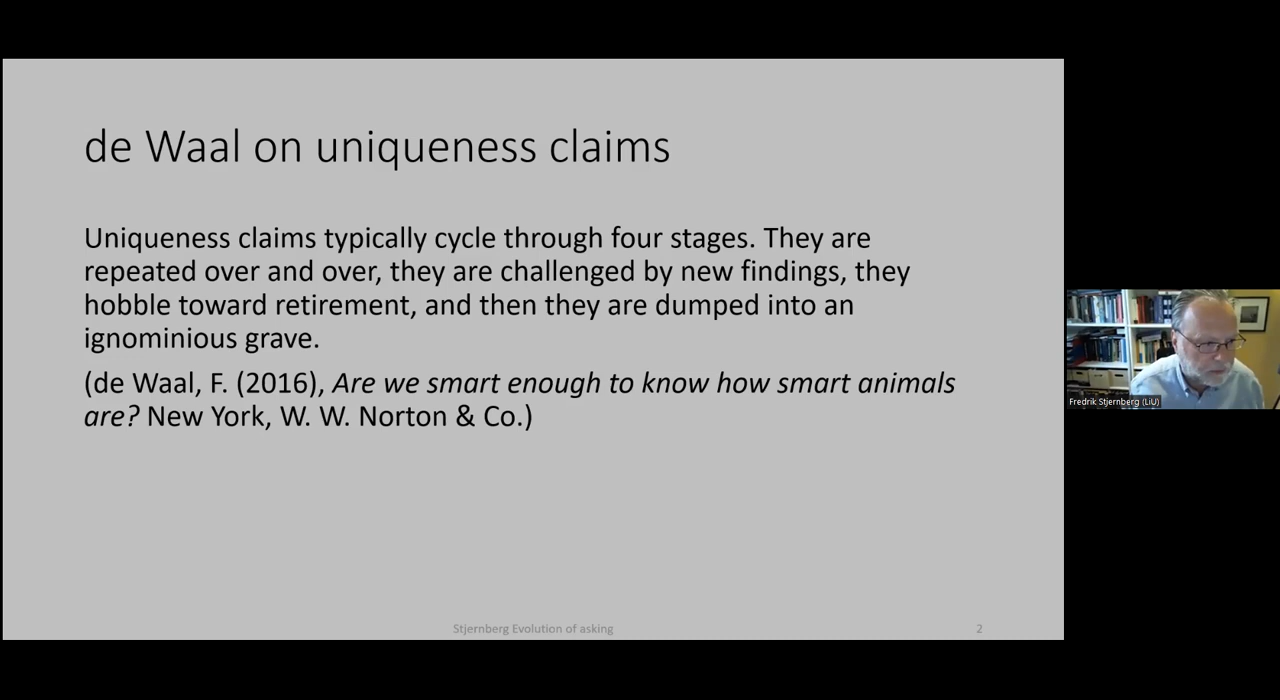 de Waal on uniqueness claims
Uniqueness claims typically cycle through four stages. They are
repeated over and over, they are challenged by new findings, they
hobble toward retirement, and then they are dumped into an
ignominious grave.
(de Waal, F. (2016), Are we smart enough to know how smart animals
are? New York, W. W. Norton & Co.)
Fredrik Stjernberg (LiU)
Stjernberg Evolution of asking
2